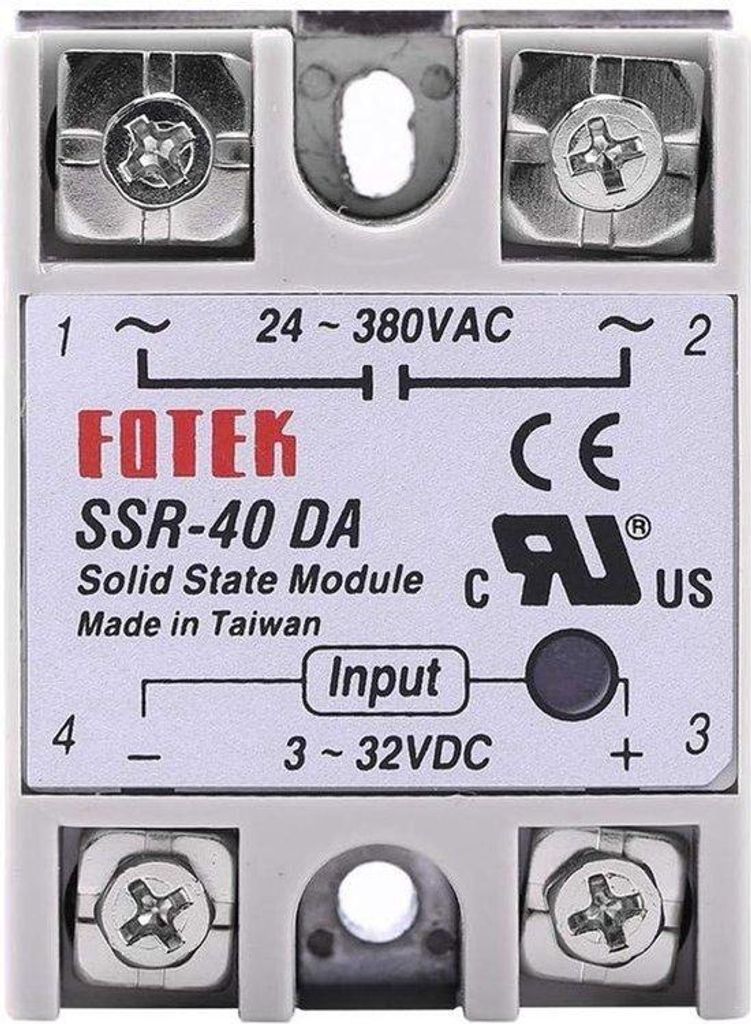 1 ~ 24 ~ 380VAC ~ 2
FOTEK
CE
SSR-40 DA
Solid State Module
C RU® US
Made in Taiwan
Input
4 − 3 ~ 32VDC + 3